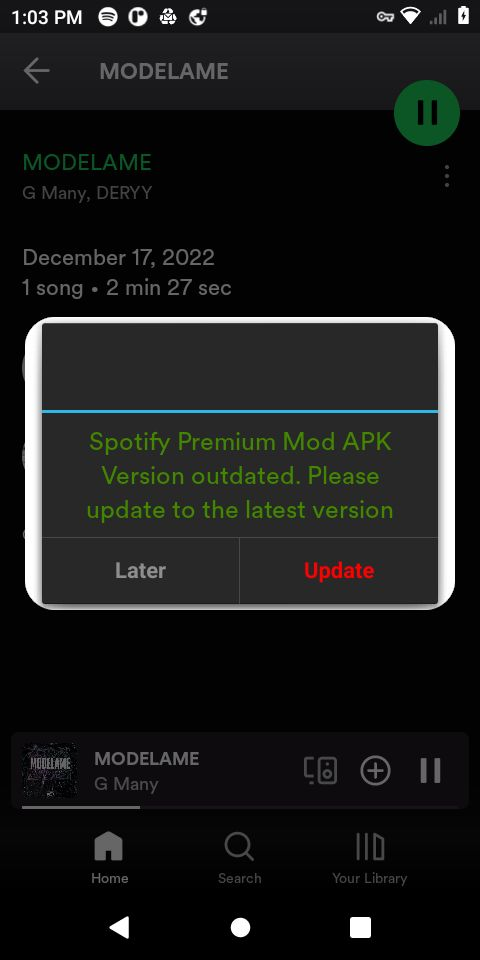 1:03 PM
MODELAME
MODELAME
G Many, DERYY
December 17, 2022
1 song • 2 min 27 sec
Spotify Premium Mod APK
Version outdated. Please
update to the latest version
Later
Update
MODELAME
MODELAME
G Many
Home
Search
Your Library